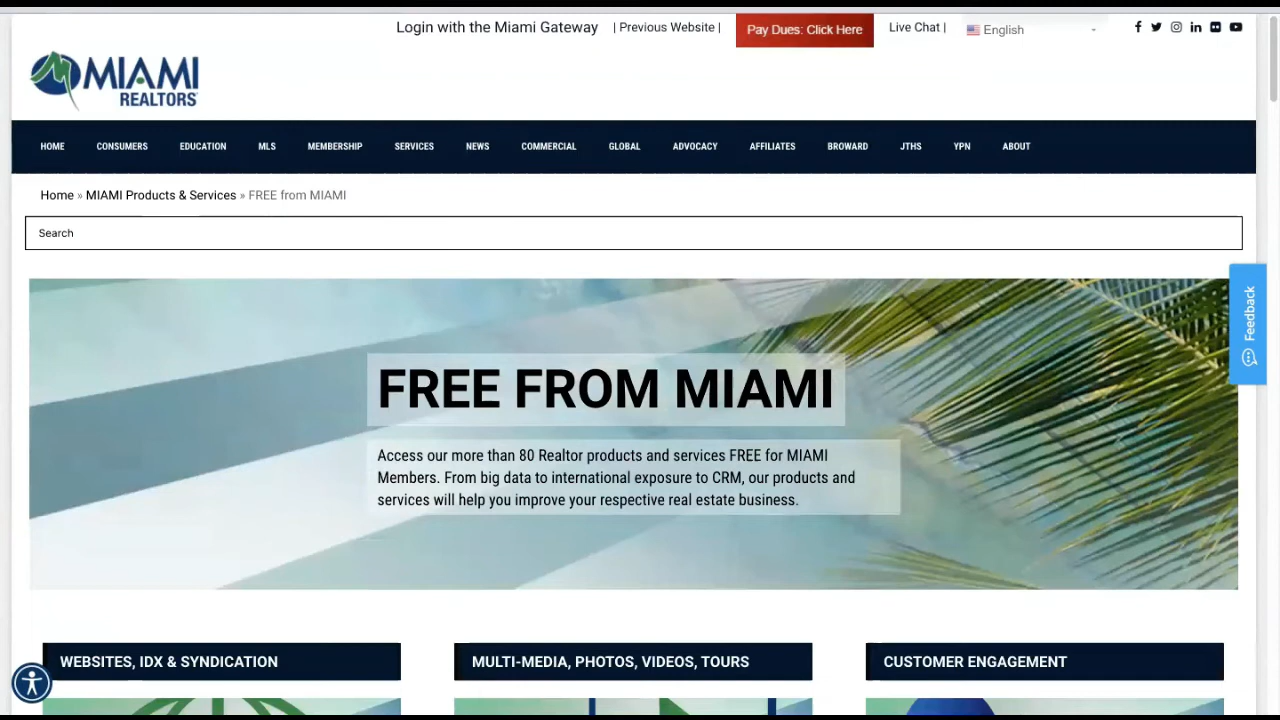 Login with the Miami Gateway | Previous Website | Pay Dues: Click Here Live Chat | English
MIAMI
REALTORS
HOME CONSUMERS EDUCATION MLS MEMBERSHIP SERVICES NEWS COMMERCIAL GLOBAL ADVOCACY AFFILIATES BROWARD JTHS YPN ABOUT
Home » MIAMI Products & Services » FREE from MIAMI
Search
Feedback
FREE FROM MIAMI
Access our more than 80 Realtor products and services FREE for MIAMI
Members. From big data to international exposure to CRM, our products and
services will help you improve your respective real estate business.
WEBSITES, IDX & SYNDICATION MULTI-MEDIA, PHOTOS, VIDEOS, TOURS CUSTOMER ENGAGEMENT